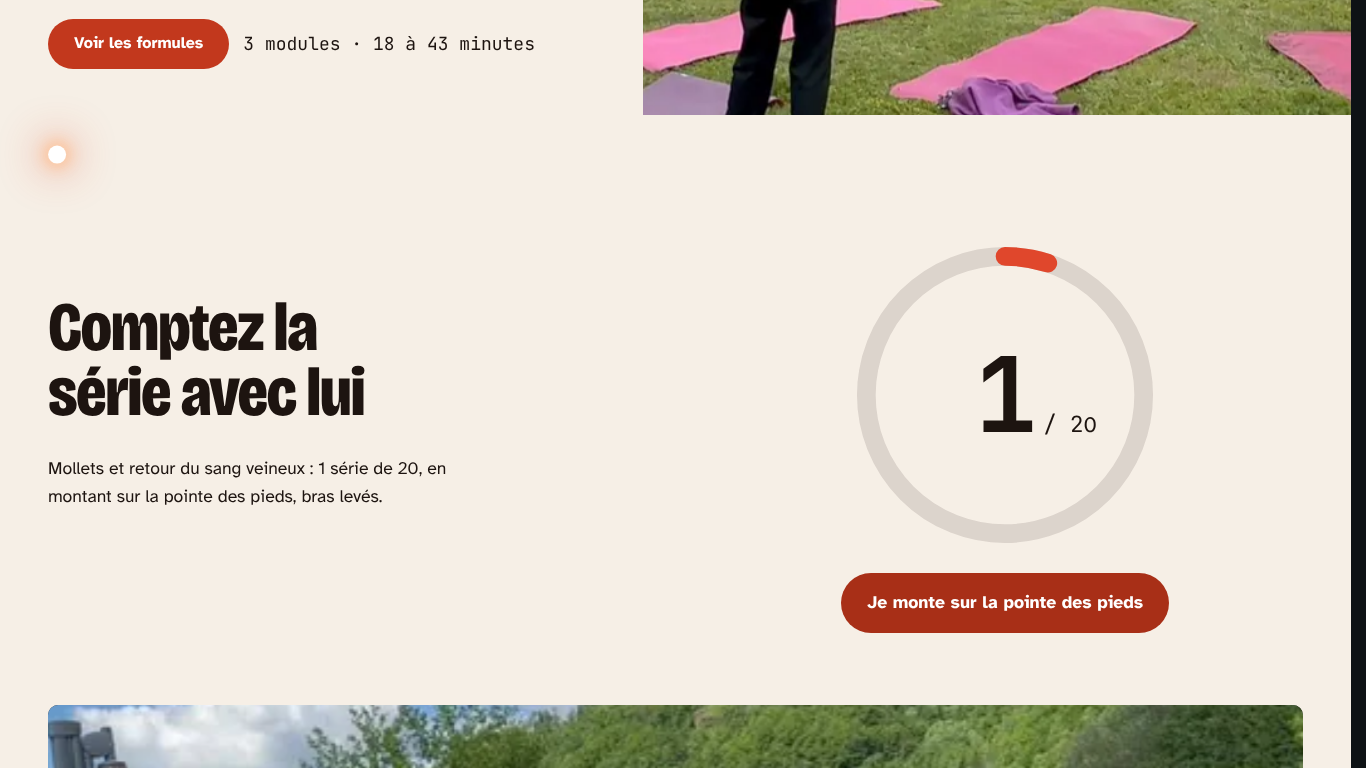 Voir les formules
3 modules · 18 à 43 minutes
Comptez la
série avec lui
Mollets et retour du sang veineux : 1 série de 20, en
montant sur la pointe des pieds, bras levés.
1 / 20
Je monte sur la pointe des pieds